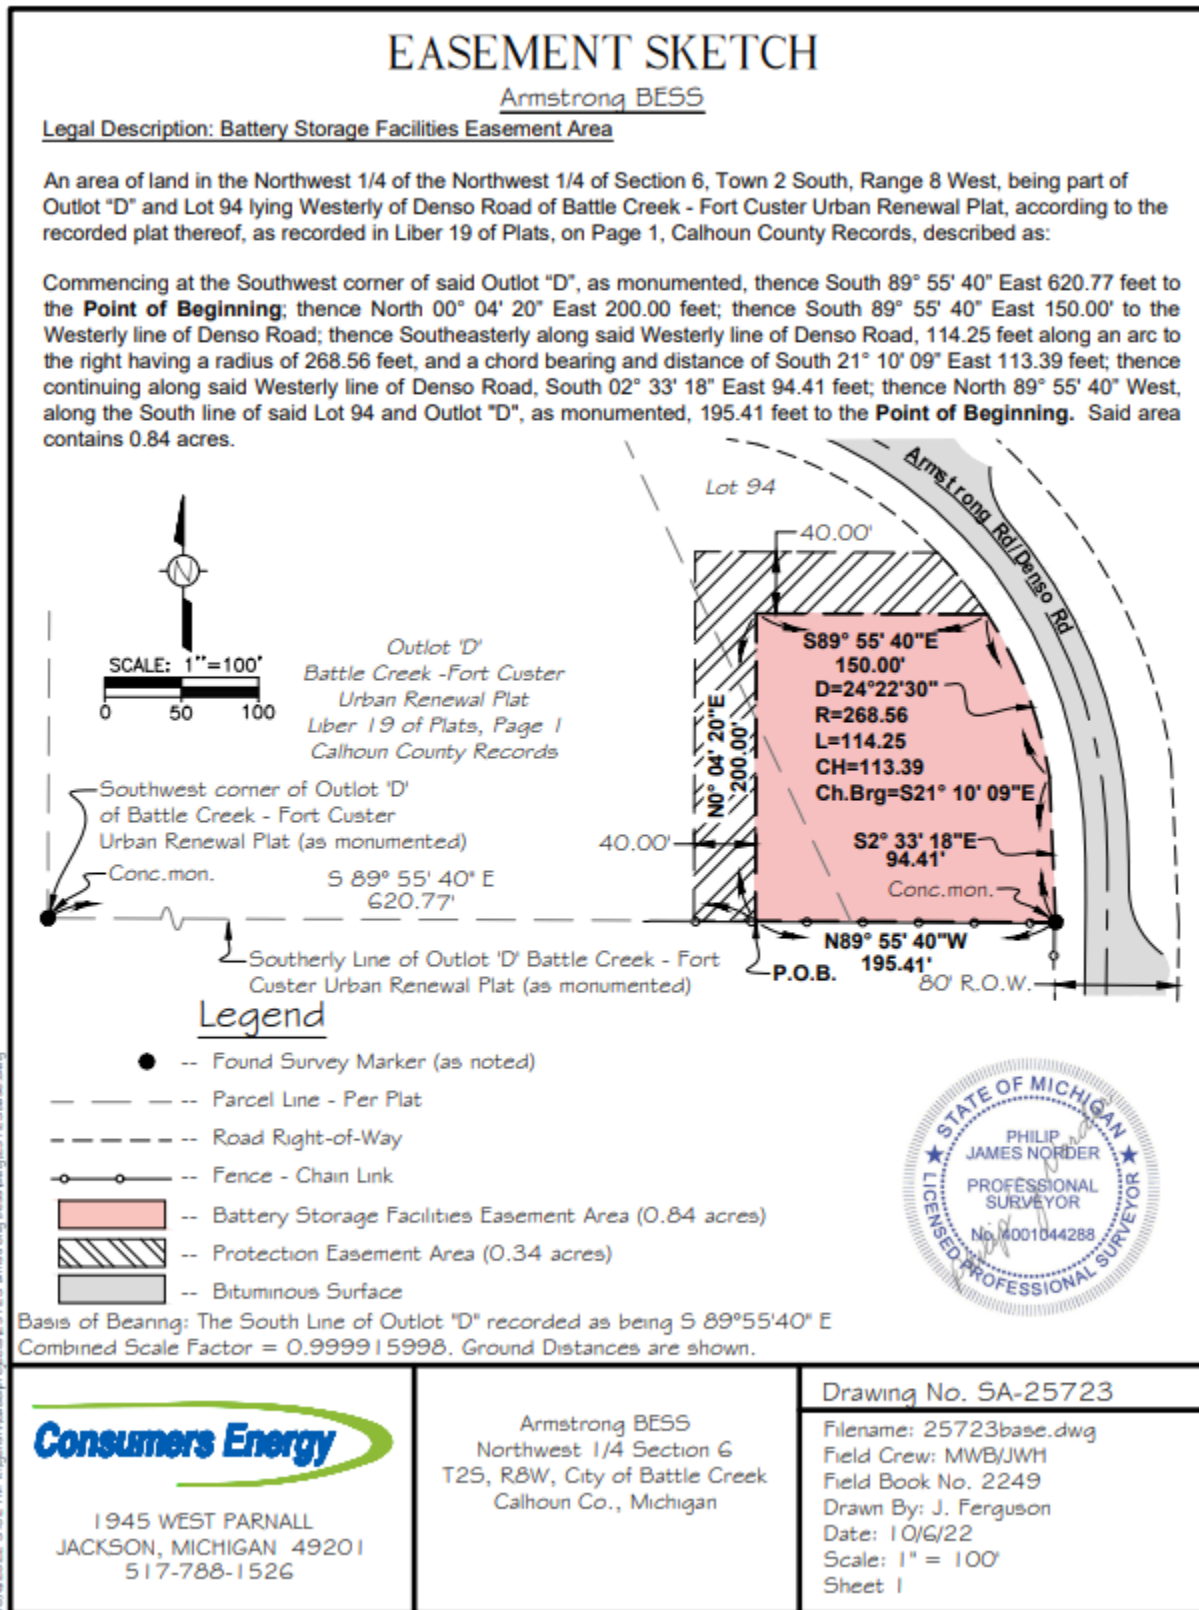 EASEMENT SKETCH
Armstrong BESS
Legal Description: Battery Storage Facilities Easement Area
An area of land in the Northwest 1/4 of the Northwest 1/4 of Section 6, Town 2 South, Range 8 West, being part of
Outlot “D” and Lot 94 lying Westerly of Denso Road of Battle Creek - Fort Custer Urban Renewal Plat, according to the
recorded plat thereof, as recorded in Liber 19 of Plats, on Page 1, Calhoun County Records, described as:
Commencing at the Southwest corner of said Outlot “D”, as monumented, thence South 89° 55' 40” East 620.77 feet to
the Point of Beginning; thence North 00° 04' 20” East 200.00 feet; thence South 89° 55' 40” East 150.00' to the
Westerly line of Denso Road; thence Southeasterly along said Westerly line of Denso Road, 114.25 feet along an arc to
the right having a radius of 268.56 feet, and a chord bearing and distance of South 21° 10' 09” East 113.39 feet; thence
continuing along said Westerly line of Denso Road, South 02° 33' 18” East 94.41 feet; thence North 89° 55' 40” West,
along the South line of said Lot 94 and Outlot "D", as monumented, 195.41 feet to the Point of Beginning. Said area
contains 0.84 acres.
Lot 94
Armstrong Rd/Denso Rd
40.00'
N
SCALE: 1"=100'
0 50 100
Outlot 'D'
Battle Creek -Fort Custer
Urban Renewal Plat
Liber 19 of Plats, Page 1
Calhoun County Records
S89° 55' 40"E
150.00'
D=24°22'30"
R=268.56
L=114.25
CH=113.39
Ch.Brg=S21° 10' 09"E
N0° 04' 20"E
200.00'
Southwest corner of Outlot 'D'
of Battle Creek - Fort Custer
Urban Renewal Plat (as monumented)
40.00'
S2° 33' 18"E
94.41'
Conc.mon.
Conc.mon.
S 89° 55' 40" E
620.77'
N89° 55' 40"W
195.41'
P.O.B.
80' R.O.W.
Southerly Line of Outlot 'D' Battle Creek - Fort
Custer Urban Renewal Plat (as monumented)
Legend
-- Found Survey Marker (as noted)
-- Parcel Line - Per Plat
-- Road Right-of-Way
-- Fence - Chain Link
-- Battery Storage Facilities Easement Area (0.84 acres)
-- Protection Easement Area (0.34 acres)
-- Bituminous Surface
STATE OF MICHIGAN
PHILIP
JAMES NORDER
PROFESSIONAL
SURVEYOR
No. 4001044288
LICENSED PROFESSIONAL SURVEYOR
Basis of Bearing: The South Line of Outlot "D" recorded as being S 89°55'40" E
Combined Scale Factor = 0.999915998. Ground Distances are shown.
Consumers Energy
1945 WEST PARNALL
JACKSON, MICHIGAN 49201
517-788-1526
Armstrong BESS
Northwest 1/4 Section 6
T2S, R8W, City of Battle Creek
Calhoun Co., Michigan
Drawing No. SA-25723
Filename: 25723base.dwg
Field Crew: MWB/JWH
Field Book No. 2249
Drawn By: J. Ferguson
Date: 10/6/22
Scale: 1" = 100'
Sheet 1